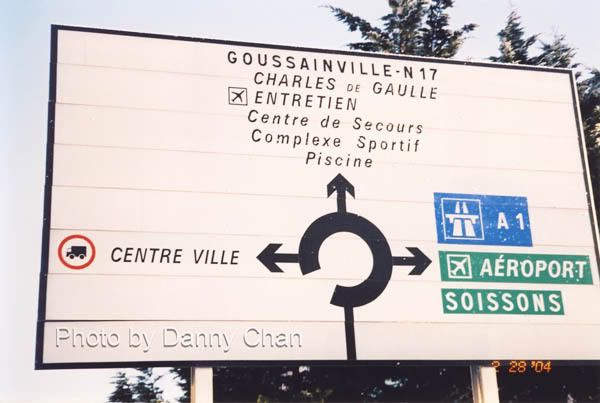 GOUSSAINVILLE-N17
CHARLES DE GAULLE
ENTRETIEN
Centre de Secours
Complexe Sportif
Piscine
A1
CENTRE VILLE
AÉROPORT
SOISSONS
Photo by Danny Chan
2 28 '04